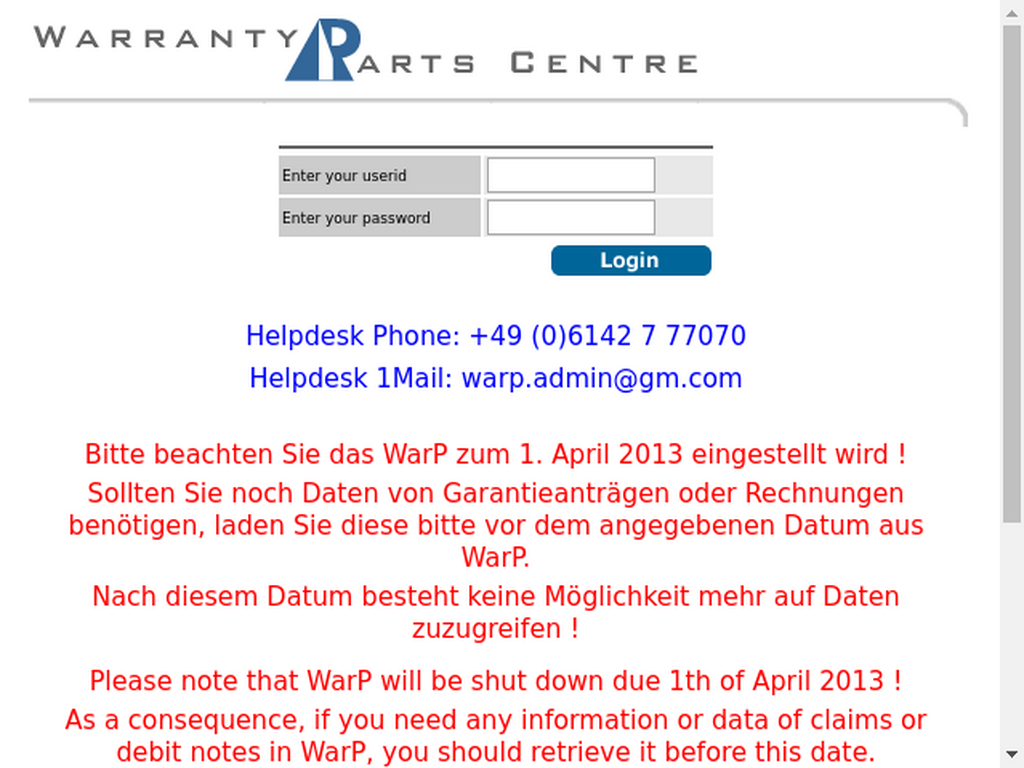 WARRANTY PARTS CENTRE
Enter your userid
Enter your password
Login
Helpdesk Phone: +49 (0)6142 7 77070
Helpdesk 1Mail: warp.admin@gm.com
Bitte beachten Sie das WarP zum 1. April 2013 eingestellt wird !
Sollten Sie noch Daten von Garantieanträgen oder Rechnungen
benötigen, laden Sie diese bitte vor dem angegebenen Datum aus
WarP.
Nach diesem Datum besteht keine Möglichkeit mehr auf Daten
zuzugreifen !
Please note that WarP will be shut down due 1th of April 2013 !
As a consequence, if you need any information or data of claims or
debit notes in WarP, you should retrieve it before this date.